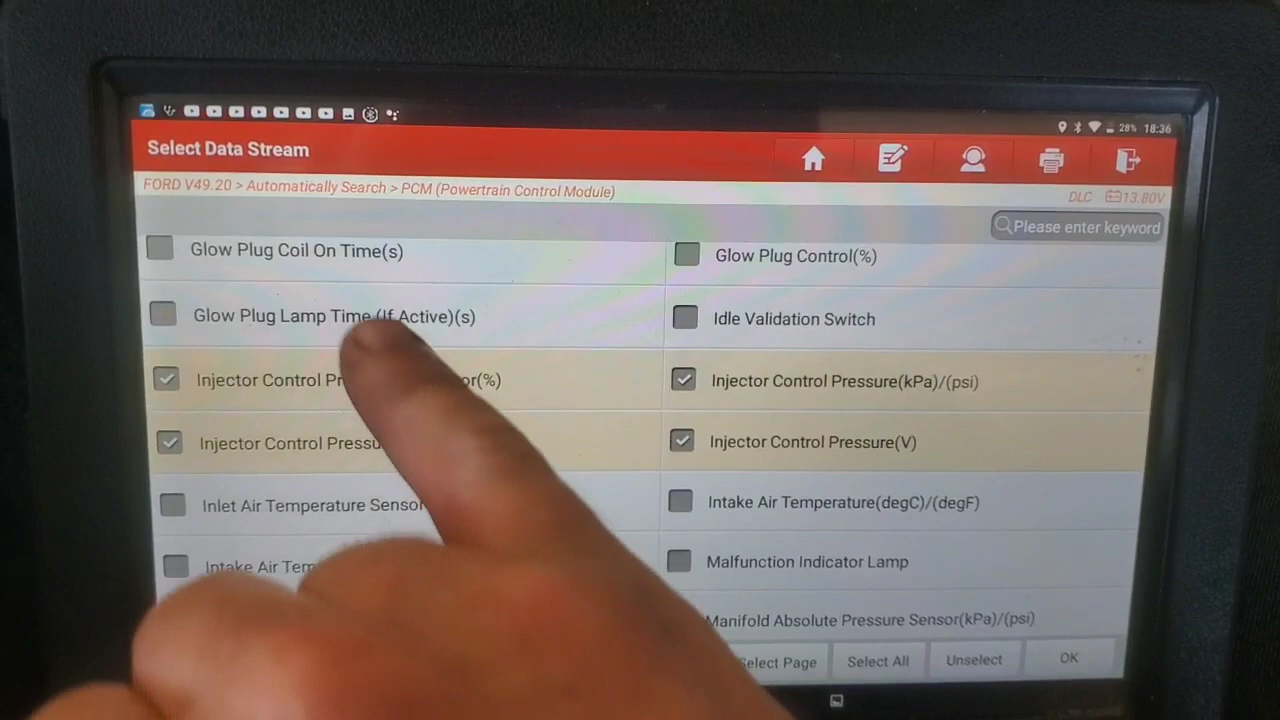 28% 18:36
Select Data Stream
FORD V49.20 > Automatically Search > PCM (Powertrain Control Module)
DLC 13.80V
Please enter keyword
Glow Plug Coil On Time(s)
Glow Plug Control(%)
Glow Plug Lamp Time (If Active)(s)
Idle Validation Switch
Injector Control
Injector Control Pressure(kPa)/(psi)
Injector Control
Injector Control Pressure(V)
Inlet Air Temperature Sensor
Intake Air Temperature(degC)/(degF)
Intake Air
Malfunction Indicator Lamp
Manifold Absolute Pressure Sensor(kPa)/(psi)
Select Page Select All Unselect OK